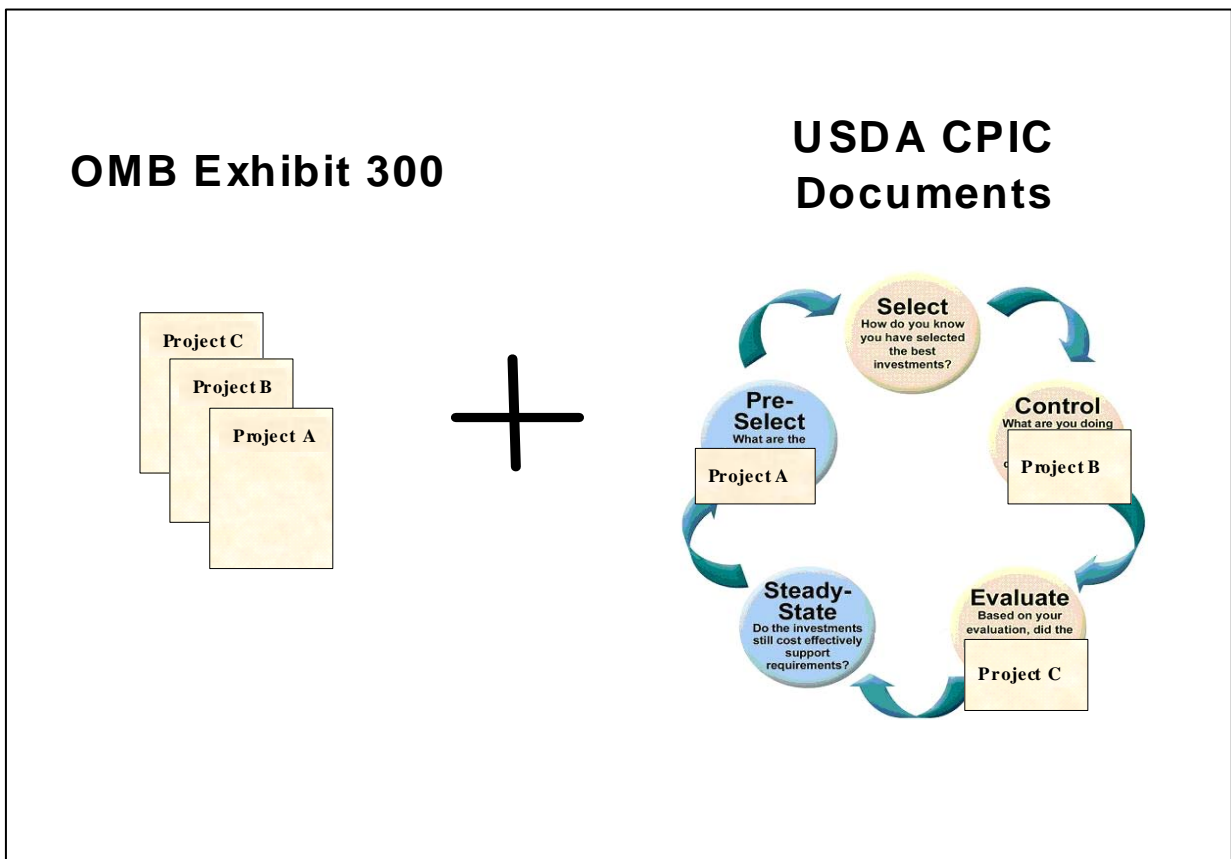 OMB Exhibit 300
USDA CPIC
Documents
Project C
Project B
Project A
Select
How do you know
you have selected
the best
investments?
Pre-
Select
What are the
Project A
Control
What are you doing
Project B
Steady-
State
Do the investments
still cost effectively
support
requirements?
Evaluate
Based on your
evaluation, did the
Project C